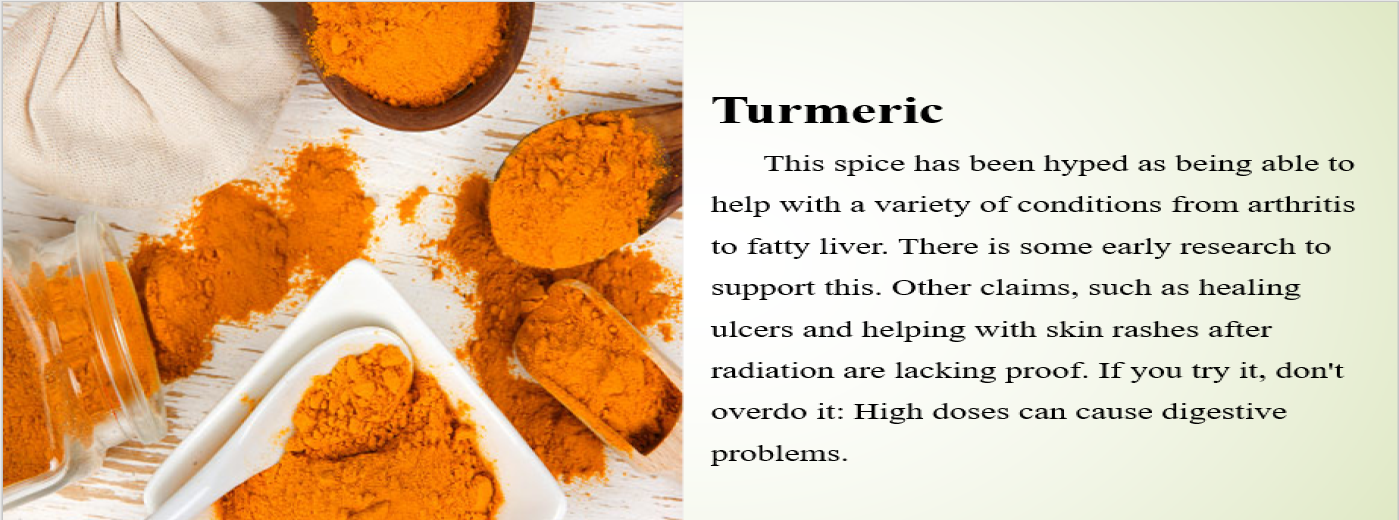 Turmeric
This spice has been hyped as being able to
help with a variety of conditions from arthritis
to fatty liver. There is some early research to
support this. Other claims, such as healing
ulcers and helping with skin rashes after
radiation are lacking proof. If you try it, don't
overdo it: High doses can cause digestive
problems.